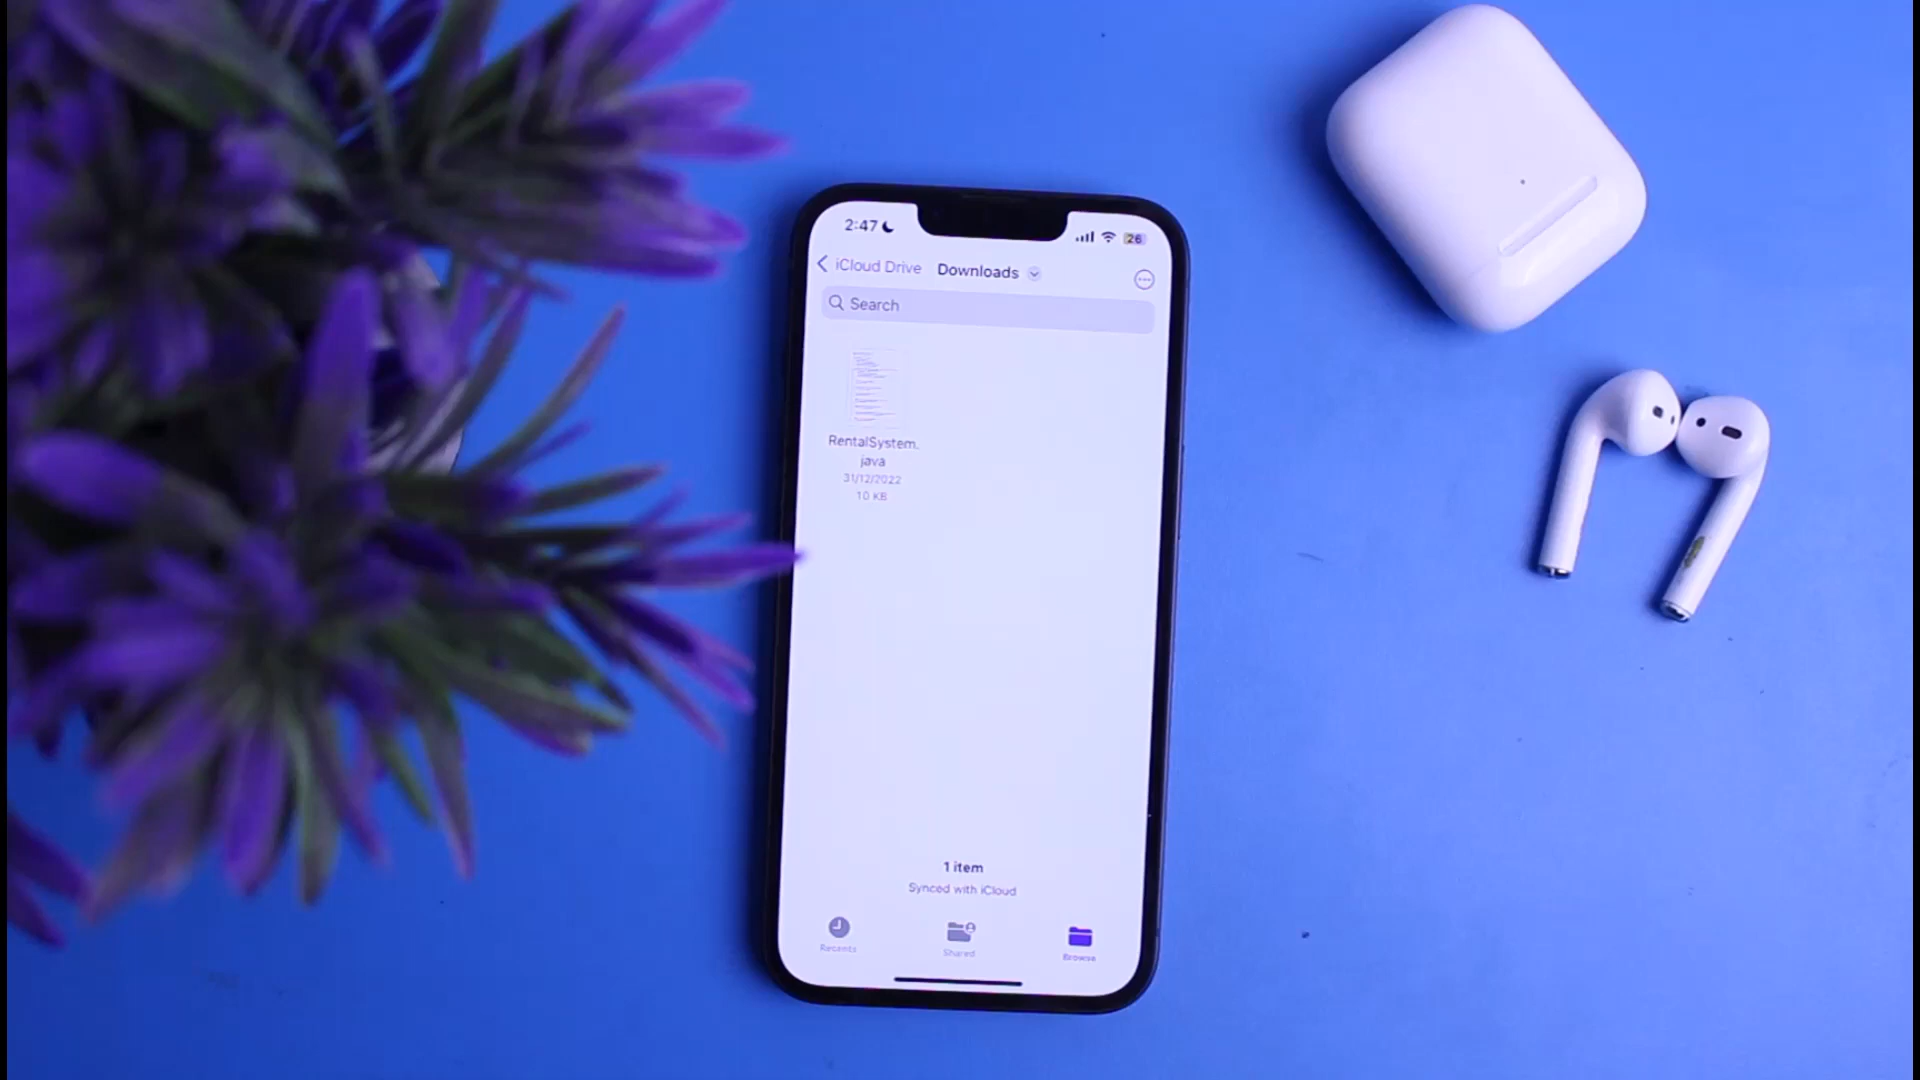 2:47
26
iCloud Drive
Downloads
Search
RentalSystem.
java
31/12/2022
10 KB
1 item
Synced with iCloud
Recents
Shared
Browse